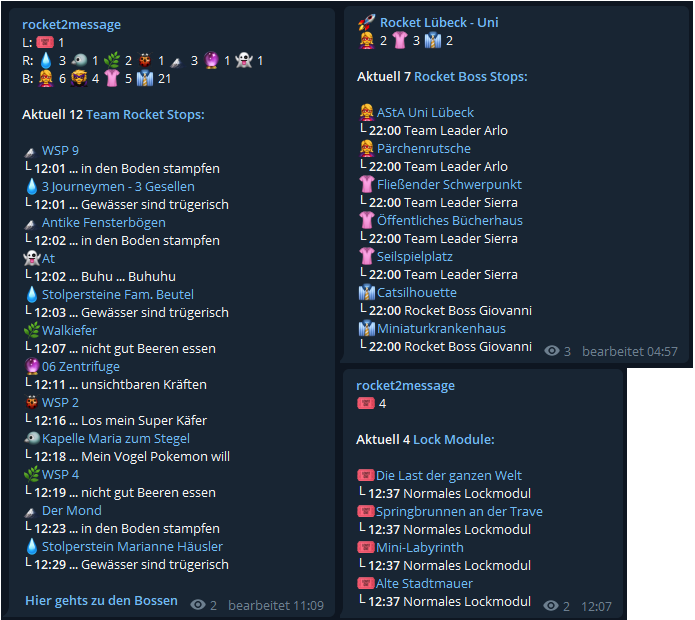 rocket2message
L: 1
R: 3 1 2 1 3 1 1
B: 6 4 5 21
Aktuell 12 Team Rocket Stops:
WSP 9
└ 12:01 ... in den Boden stampfen
3 Journeymen - 3 Gesellen
└ 12:01 ... Gewässer sind trügerisch
Antike Fensterbögen
└ 12:02 ... in den Boden stampfen
At
└ 12:02 ... Buhu ... Buhuhu
Stolpersteine Fam. Beutel
└ 12:03 ... Gewässer sind trügerisch
Walkiefer
└ 12:07 ... nicht gut Beeren essen
06 Zentrifuge
└ 12:11 ... unsichtbaren Kräften
WSP 2
└ 12:16 ... Los mein Super Käfer
Kapelle Maria zum Stegel
└ 12:18 ... Mein Vogel Pokemon will
WSP 4
└ 12:19 ... nicht gut Beeren essen
Der Mond
└ 12:23 ... in den Boden stampfen
Stolperstein Marianne Häusler
└ 12:29 ... Gewässer sind trügerisch
Hier gehts zu den Bossen 2 bearbeitet 11:09
Rocket Lübeck - Uni
2 3 2
Aktuell 7 Rocket Boss Stops:
AStA Uni Lübeck
└ 22:00 Team Leader Arlo
Pärchenrutsche
└ 22:00 Team Leader Arlo
Fließender Schwerpunkt
└ 22:00 Team Leader Sierra
Öffentliches Bücherhaus
└ 22:00 Team Leader Sierra
Seilspielplatz
└ 22:00 Team Leader Sierra
Catsilhouette
└ 22:00 Rocket Boss Giovanni
Miniaturkrankenhaus
└ 22:00 Rocket Boss Giovanni 3 bearbeitet 04:57
rocket2message
4
Aktuell 4 Lock Module:
Die Last der ganzen Welt
└ 12:37 Normales Lockmodul
Springbrunnen an der Trave
└ 12:37 Normales Lockmodul
Mini-Labyrinth
└ 12:37 Normales Lockmodul
Alte Stadtmauer
└ 12:37 Normales Lockmodul 2 12:07